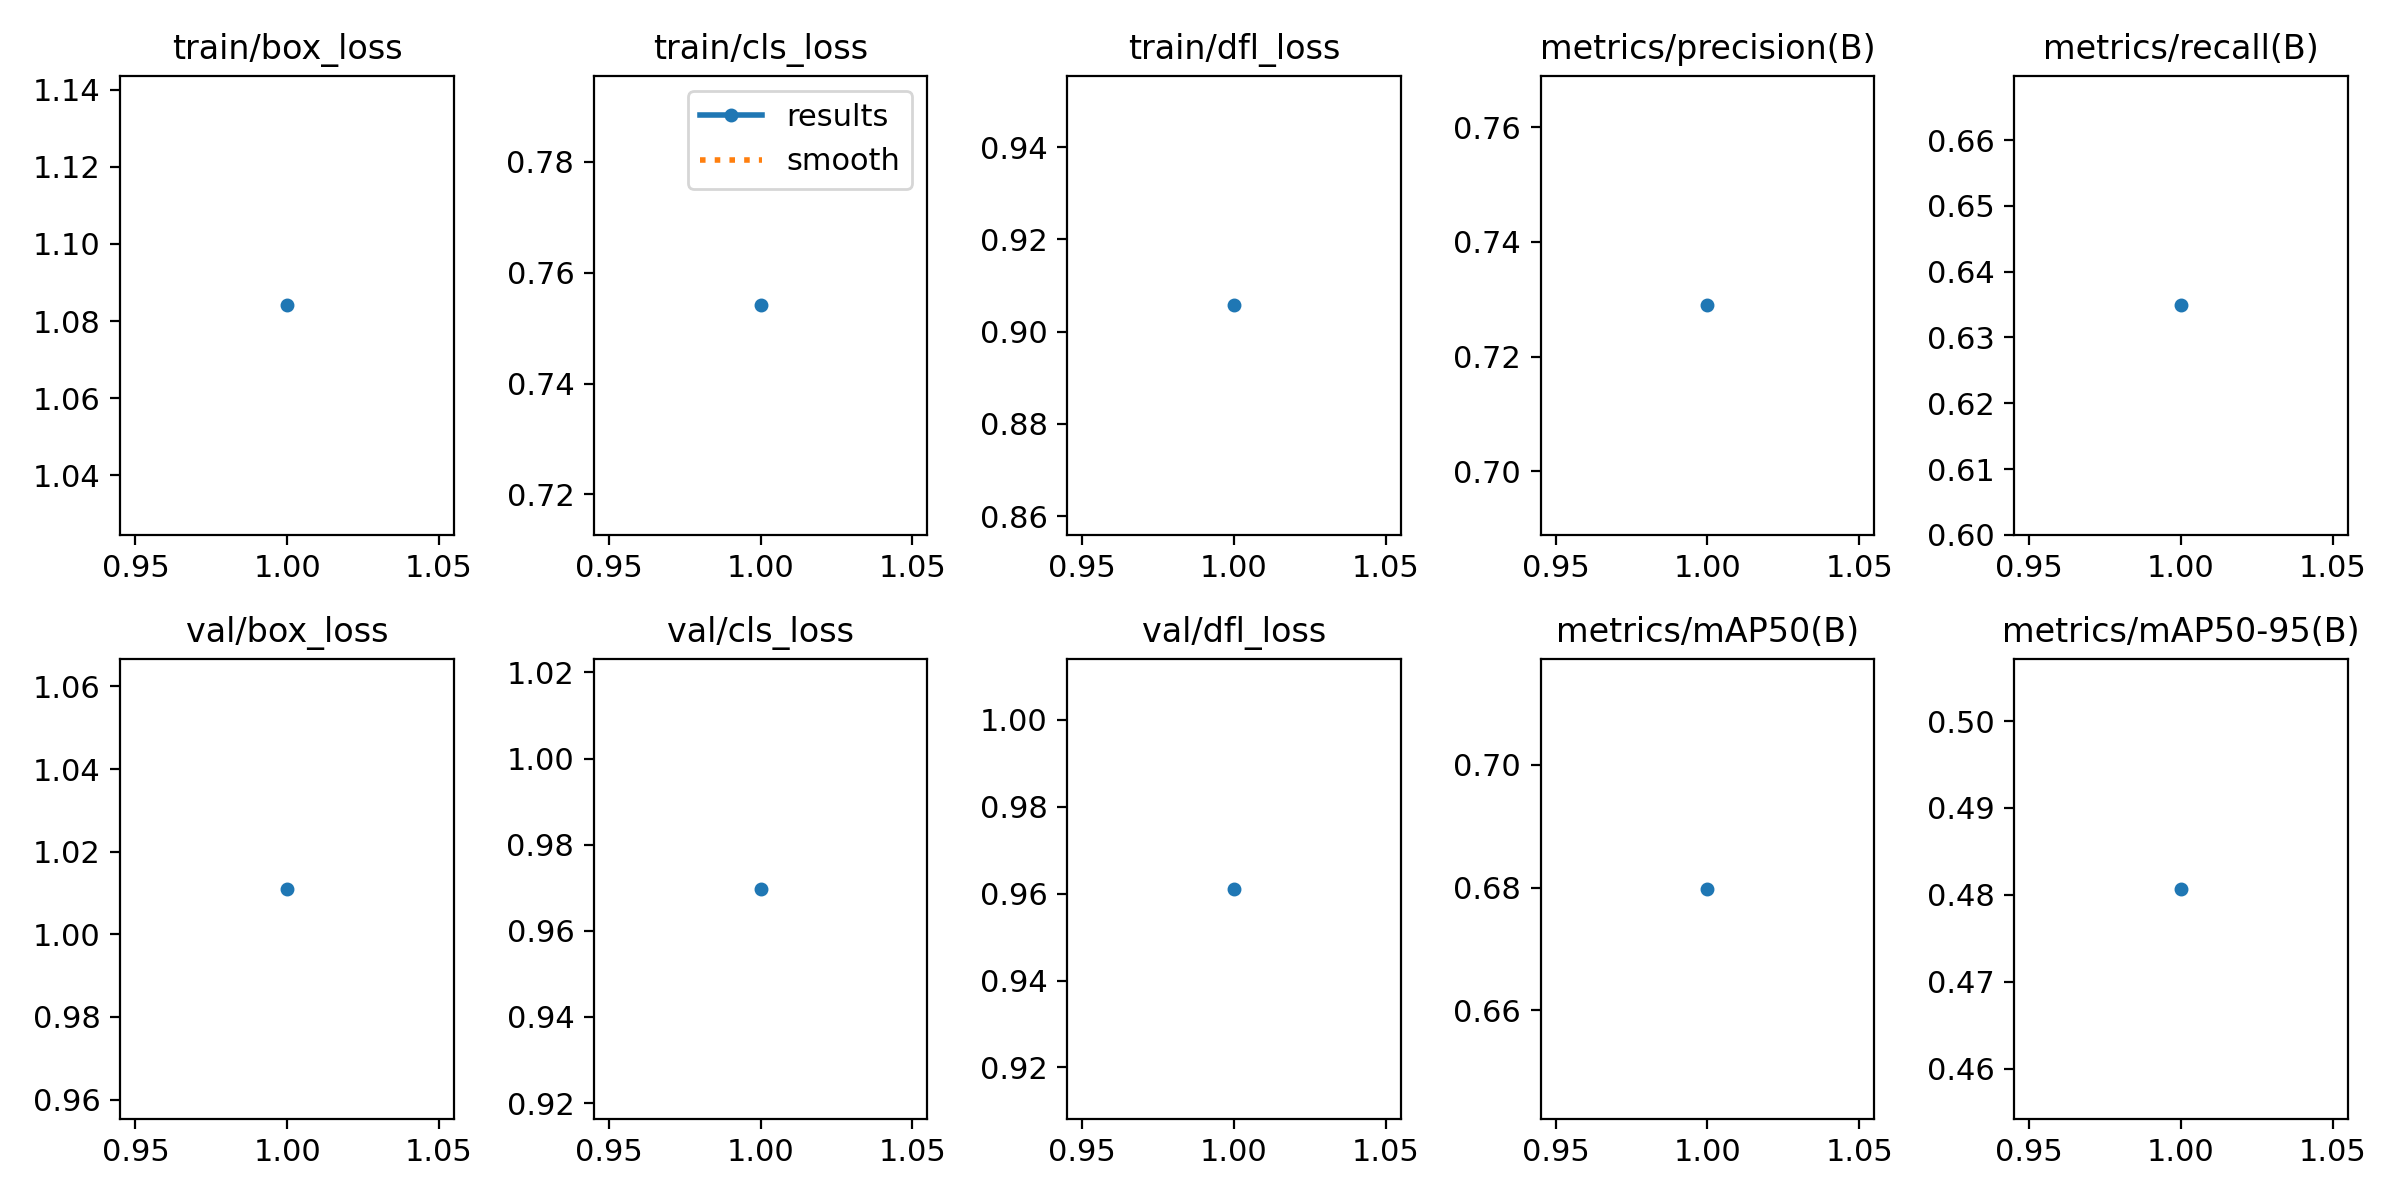 train/box_loss
1.14
1.12
1.10
1.08
1.06
1.04
0.95 1.00 1.05
train/cls_loss
results
smooth
0.78
0.76
0.74
0.72
0.95 1.00 1.05
train/dfl_loss
0.94
0.92
0.90
0.88
0.86
0.95 1.00 1.05
metrics/precision(B)
0.76
0.74
0.72
0.70
0.95 1.00 1.05
metrics/recall(B)
0.66
0.65
0.64
0.63
0.62
0.61
0.60
0.95 1.00 1.05
val/box_loss
1.06
1.04
1.02
1.00
0.98
0.96
0.95 1.00 1.05
val/cls_loss
1.02
1.00
0.98
0.96
0.94
0.92
0.95 1.00 1.05
val/dfl_loss
1.00
0.98
0.96
0.94
0.92
0.95 1.00 1.05
metrics/mAP50(B)
0.70
0.68
0.66
0.95 1.00 1.05
metrics/mAP50-95(B)
0.50
0.49
0.48
0.47
0.46
0.95 1.00 1.05